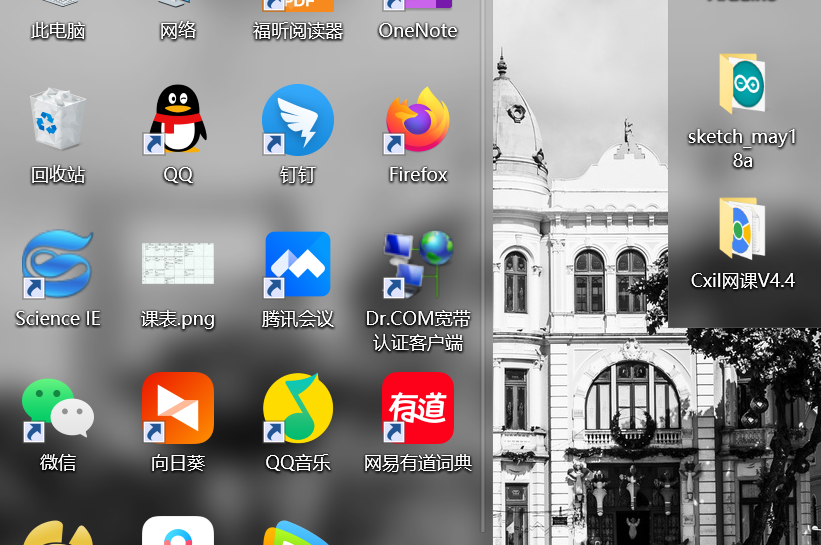 此电脑
网络
PDF
福昕阅读器
OneNote
回收站
QQ
钉钉
Firefox
sketch_may1
8a
Science IE
课表.png
腾讯会议
Dr.COM宽带
认证客户端
Cxil网课V4.4
微信
向日葵
QQ音乐
有道
网易有道词典